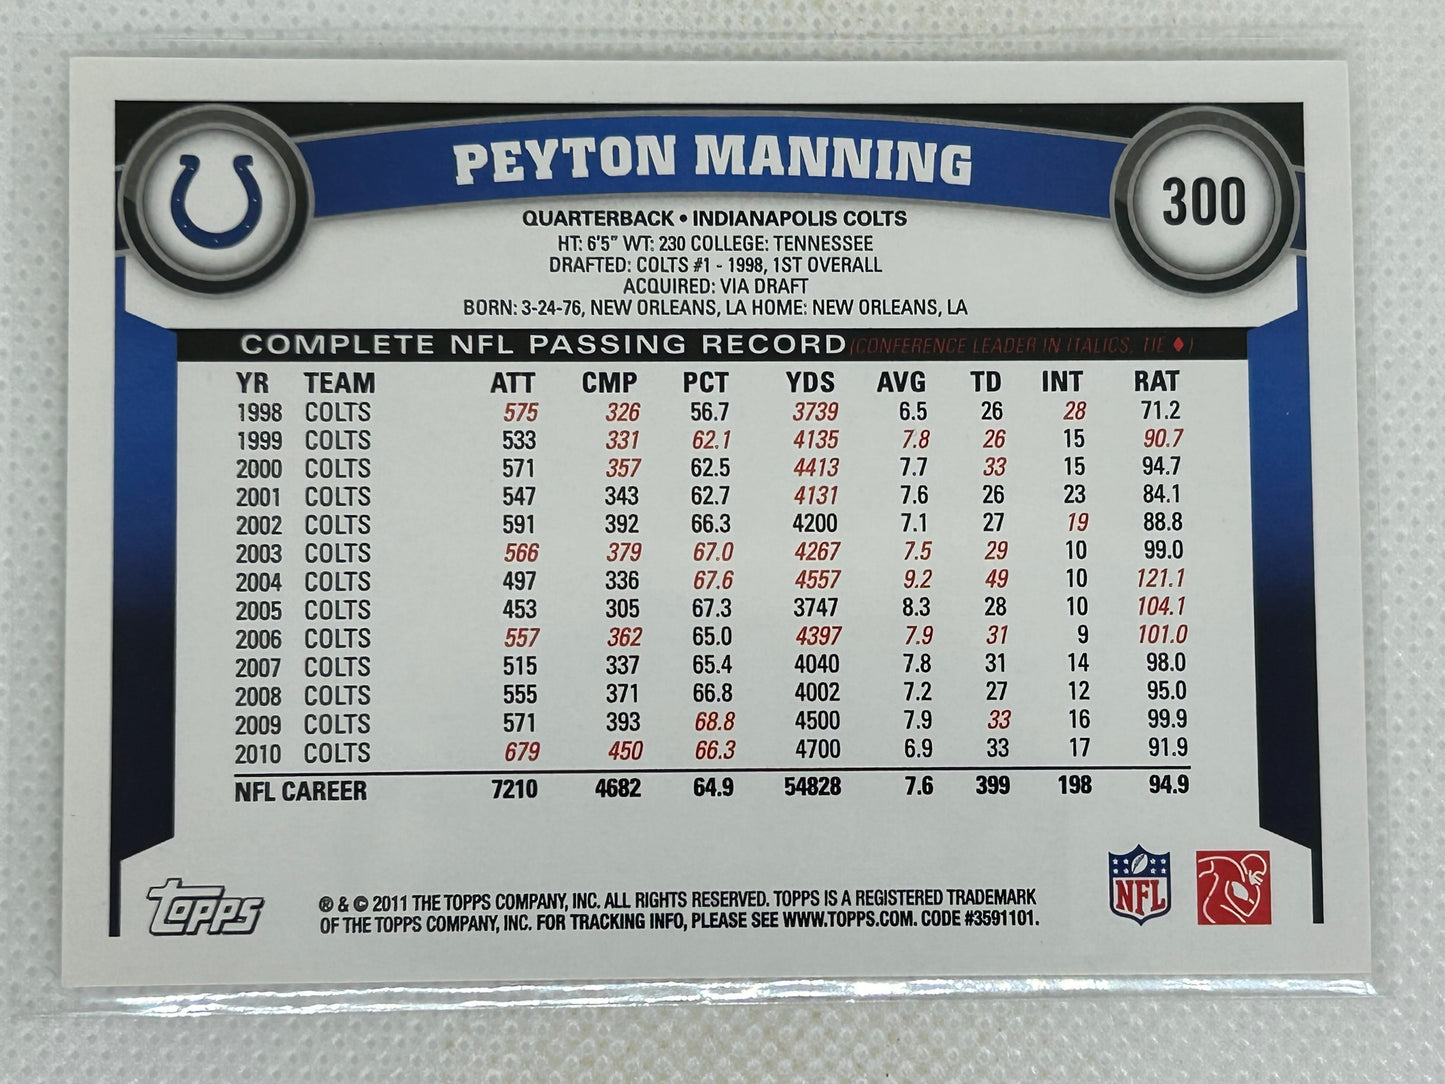 PEYTON MANNING
300
QUARTERBACK • INDIANAPOLIS COLTS
HT: 6'5" WT: 230 COLLEGE: TENNESSEE
DRAFTED: COLTS #1 - 1998, 1ST OVERALL
ACQUIRED: VIA DRAFT
BORN: 3-24-76, NEW ORLEANS, LA HOME: NEW ORLEANS, LA
COMPLETE NFL PASSING RECORD (CONFERENCE LEADER IN ITALICS, TIE ♦)
YR TEAM ATT CMP PCT YDS AVG TD INT RAT
1998 COLTS 575 326 56.7 3739 6.5 26 28 71.2
1999 COLTS 533 331 62.1 4135 7.8 26 15 90.7
2000 COLTS 571 357 62.5 4413 7.7 33 15 94.7
2001 COLTS 547 343 62.7 4131 7.6 26 23 84.1
2002 COLTS 591 392 66.3 4200 7.1 27 19 88.8
2003 COLTS 566 379 67.0 4267 7.5 29 10 99.0
2004 COLTS 497 336 67.6 4557 9.2 49 10 121.1
2005 COLTS 453 305 67.3 3747 8.3 28 10 104.1
2006 COLTS 557 362 65.0 4397 7.9 31 9 101.0
2007 COLTS 515 337 65.4 4040 7.8 31 14 98.0
2008 COLTS 555 371 66.8 4002 7.2 27 12 95.0
2009 COLTS 571 393 68.8 4500 7.9 33 16 99.9
2010 COLTS 679 450 66.3 4700 6.9 33 17 91.9
NFL CAREER 7210 4682 64.9 54828 7.6 399 198 94.9
Topps
® & © 2011 THE TOPPS COMPANY, INC. ALL RIGHTS RESERVED. TOPPS IS A REGISTERED TRADEMARK
OF THE TOPPS COMPANY, INC. FOR TRACKING INFO, PLEASE SEE WWW.TOPPS.COM. CODE #3591101.
NFL